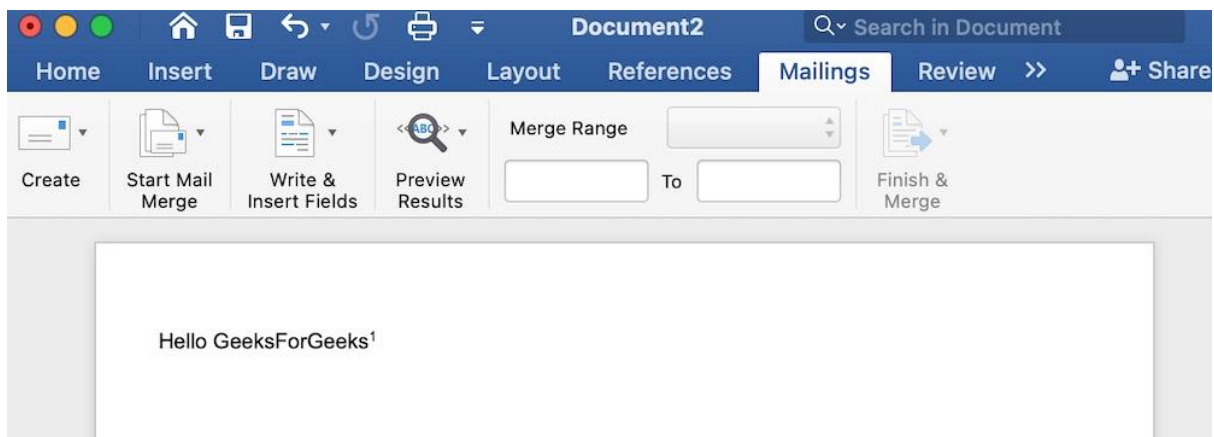 Document2
Search in Document
Home Insert Draw Design Layout References Mailings Review >> Share
Create
Start Mail
Merge
Write &
Insert Fields
<<ABC>>
Preview
Results
Merge Range
To
Finish &
Merge
Hello GeeksForGeeks¹